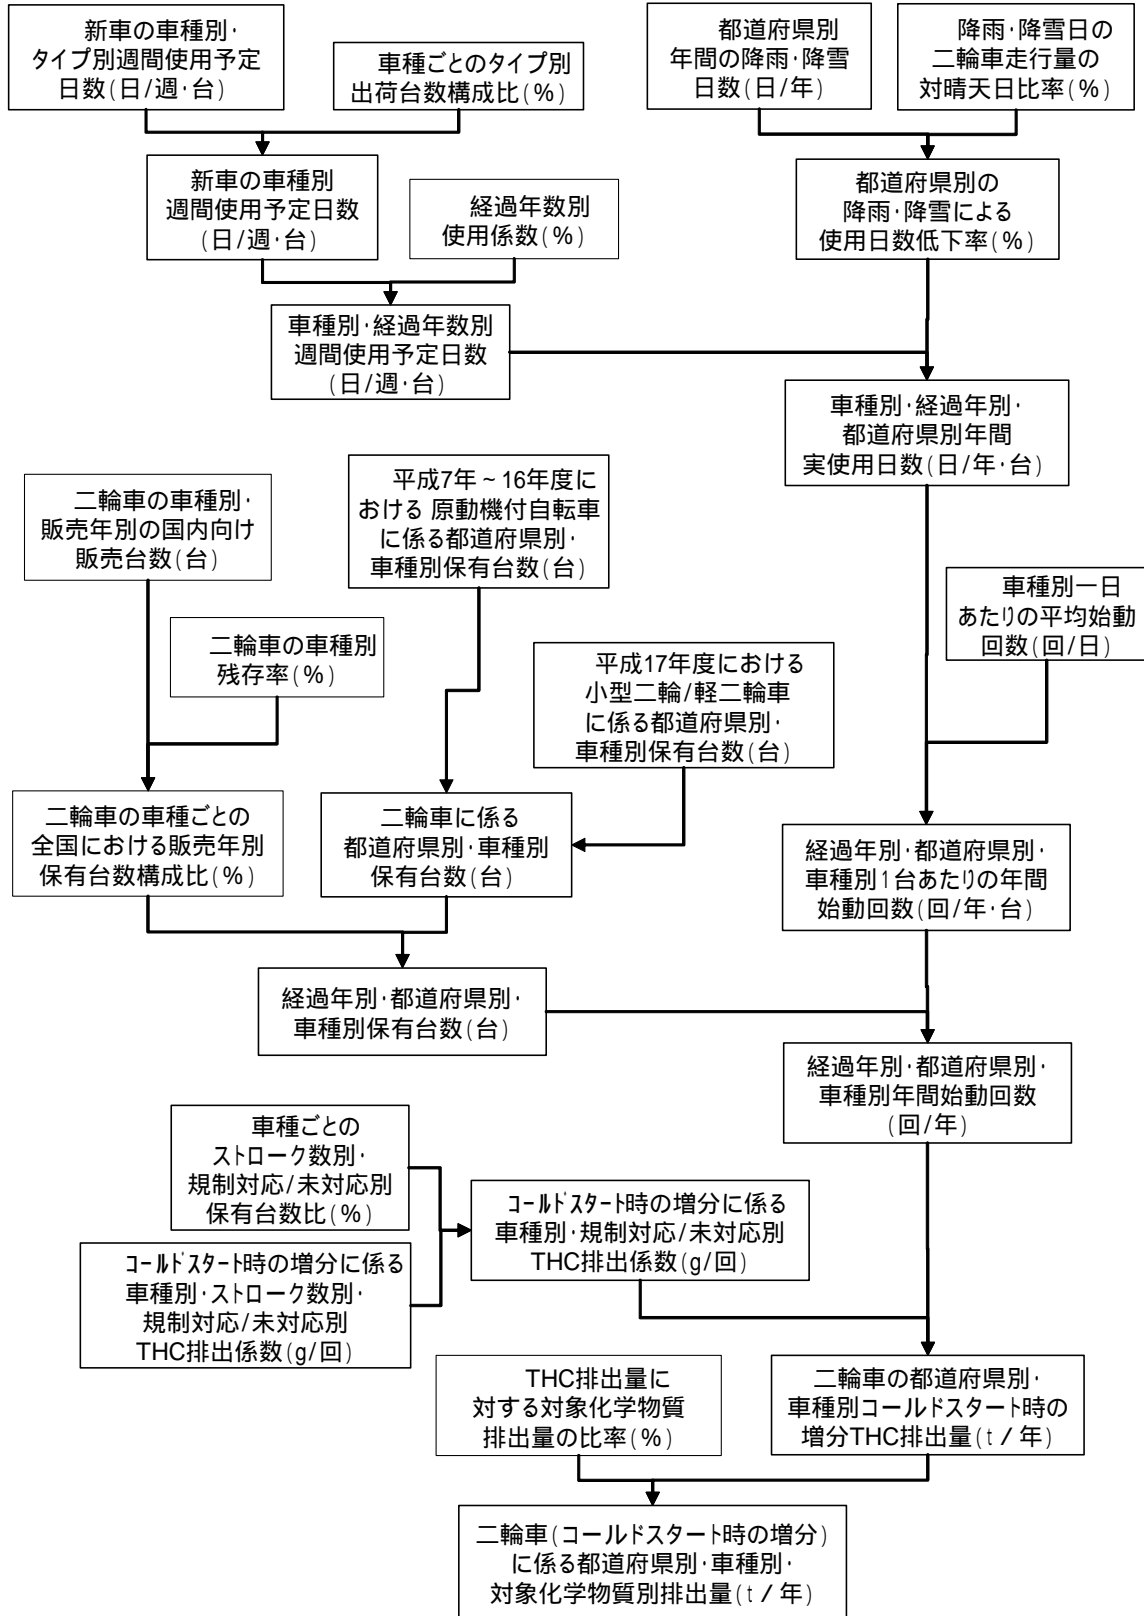 新車の車種別･
タイプ別週間使用予定
日数(日/週･台)
車種ごとのタイプ別
出荷台数構成比(%)
都道府県別
年間の降雨･降雪
日数(日/年)
降雨･降雪日の
二輪車走行量の
対晴天日比率(%)
新車の車種別
週間使用予定日数
(日/週･台)
経過年数別
使用係数(%)
都道府県別の
降雨･降雪による
使用日数低下率(%)
車種別･経過年数別
週間使用予定日数
(日/週･台)
車種別･経過年別･
都道府県別年間
実使用日数(日/年･台)
二輪車の車種別･
販売年別の国内向け
販売台数(台)
平成7年~16年度に
おける 原動機付自転車
に係る都道府県別･
車種別保有台数(台)
車種別一日
あたりの平均始動
回数(回/日)
二輪車の車種別
残存率(%)
平成17年度における
小型二輪/軽二輪車
に係る都道府県別･
車種別保有台数(台)
二輪車の車種ごとの
全国における販売年別
保有台数構成比(%)
二輪車に係る
都道府県別･車種別
保有台数(台)
経過年別･都道府県別･
車種別1台あたりの年間
始動回数(回/年･台)
経過年別･都道府県別･
車種別保有台数(台)
経過年別･都道府県別･
車種別年間始動回数
(回/年)
車種ごとの
ストローク数別･
規制対応/未対応別
保有台数比(%)
コールドスタート時の増分に係る
車種別･規制対応/未対応別
THC排出係数(g/回)
コールドスタート時の増分に係る
車種別･ストローク数別･
規制対応/未対応別
THC排出係数(g/回)
THC排出量に
対する対象化学物質
排出量の比率(%)
二輪車の都道府県別･
車種別コールドスタート時の
増分THC排出量(t/年)
二輪車(コールドスタート時の増分)
に係る都道府県別･車種別･
対象化学物質別排出量(t/年)